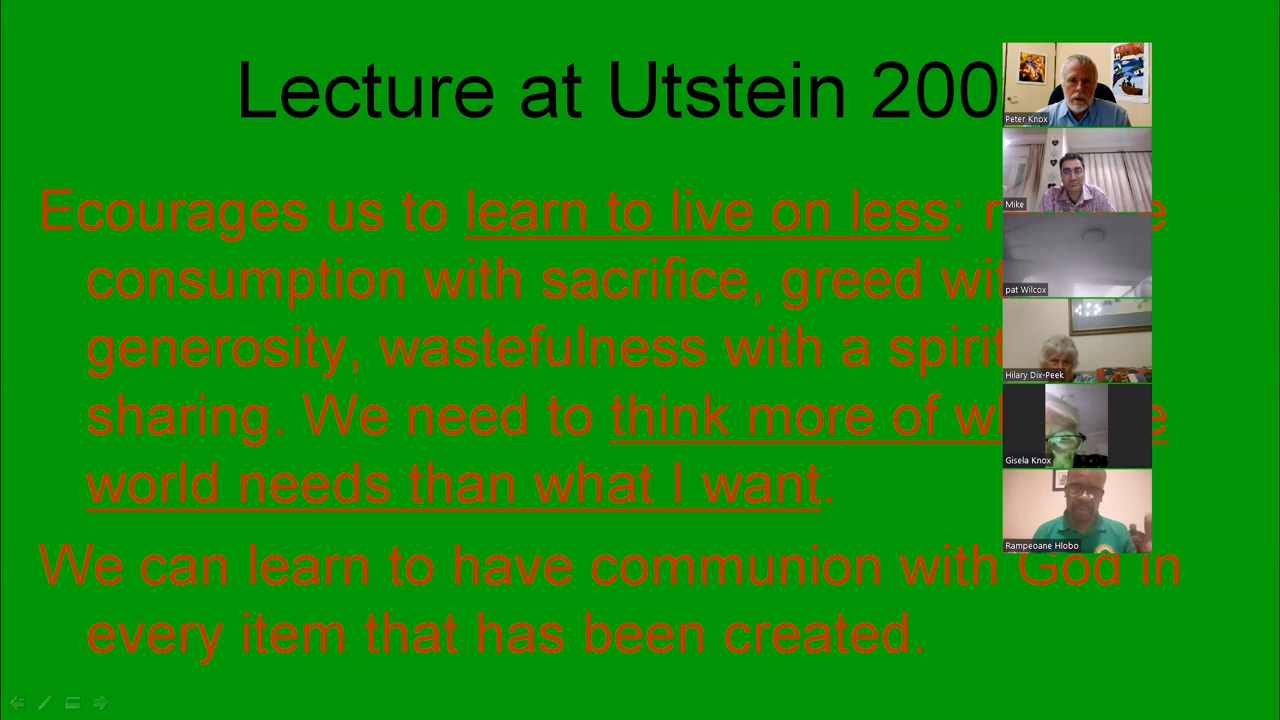 Lecture at Utstein 200
Ecourages us to learn to live on less:
consumption with sacrifice, greed
generosity, wastefulness with a spirit
sharing. We need to think more of
world needs than what I want.
We can learn to have communion with God in
every item that has been created.
Peter Knox
Mike
pat Wilcox
Hilary Dix-Peek
Gisela Knox
Rampeoane Hlobo